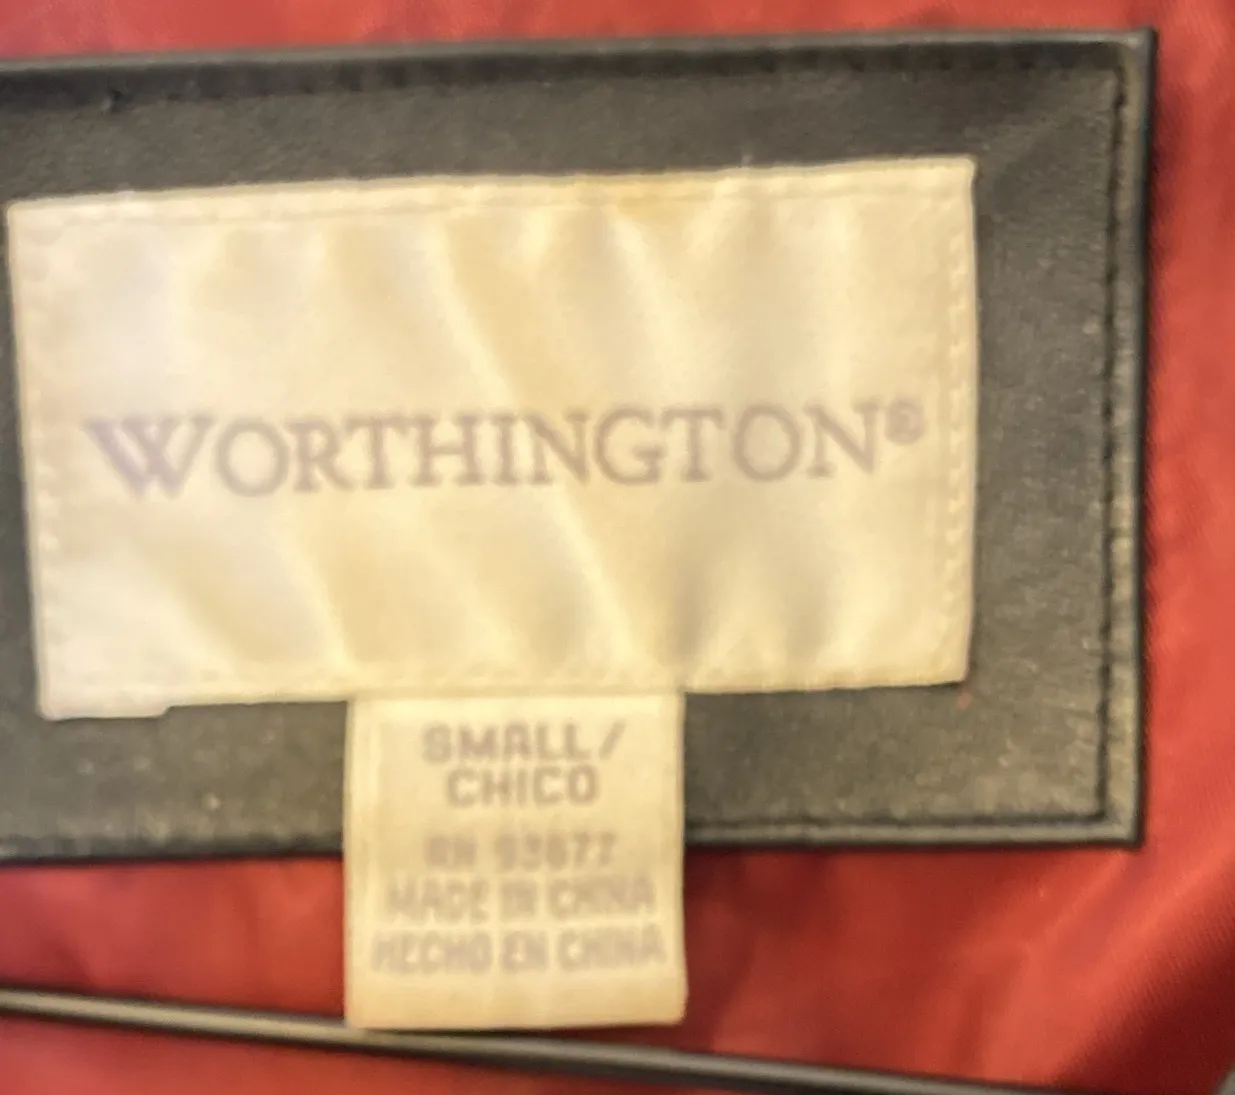 WORTHINGTON®
SMALL/
CHICO
RN 93677
MADE IN CHINA
HECHO EN CHINA